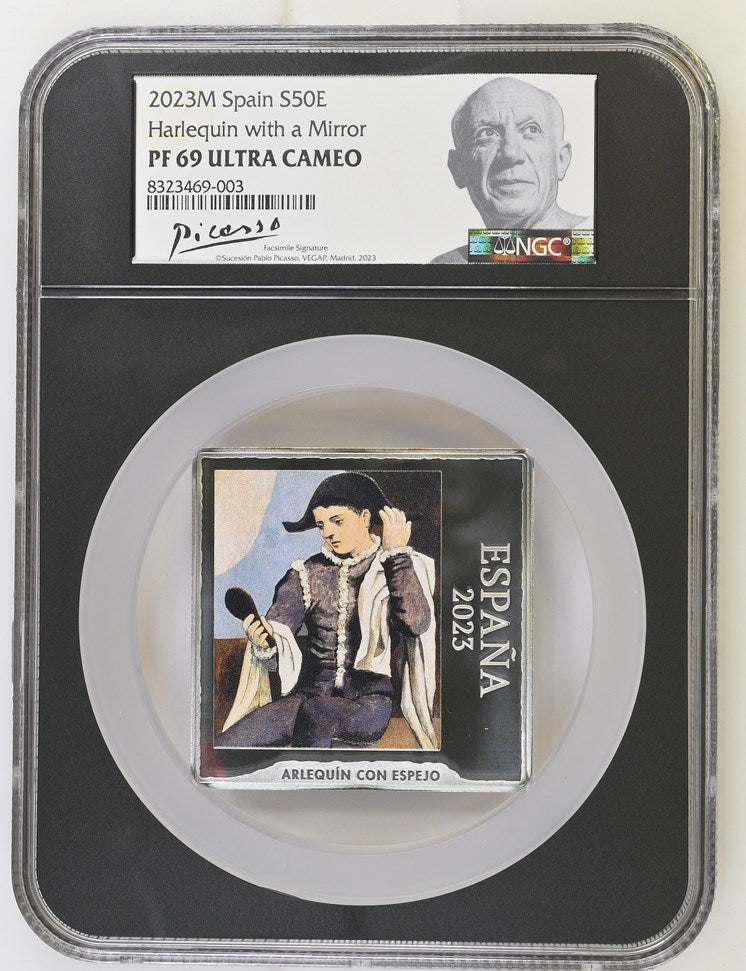 2023M Spain S50E
Harlequin with a Mirror
PF 69 ULTRA CAMEO
8323469-003
Picasso
Facsimile Signature
©Sucesión Pablo Picasso, VEGAP, Madrid, 2023
NGC®
ESPAÑA
2023
ARLEQUÍN CON ESPEJO